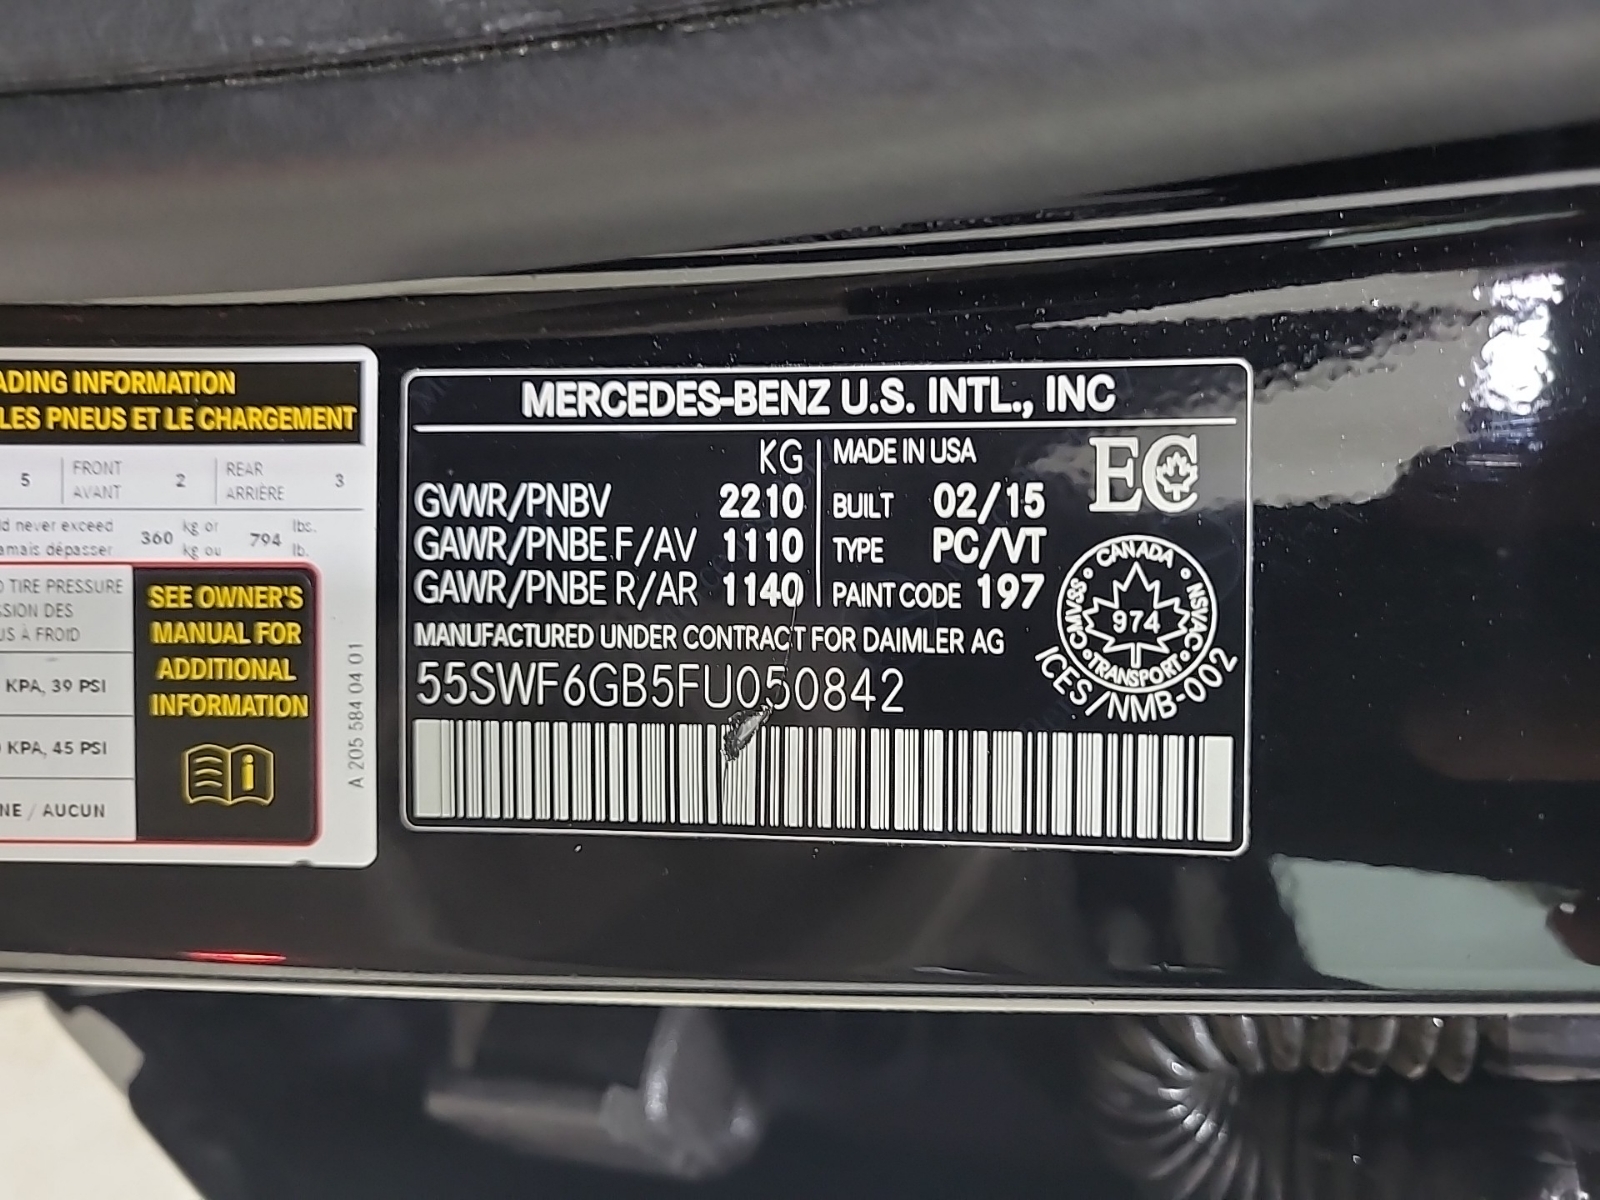 ADING INFORMATION
LES PNEUS ET LE CHARGEMENT
5 FRONT AVANT 2 REAR ARRIÈRE 3
never exceed 360 kg or 794 lbs.
amais dépasser kg ou lb.
TIRE PRESSURE
SSION DES
US À FROID
KPA, 39 PSI
KPA, 45 PSI
NE / AUCUN
SEE OWNER'S
MANUAL FOR
ADDITIONAL
INFORMATION
i
A 205 584 04 01
MERCEDES-BENZ U.S. INTL., INC
KG
GVWR/PNBV 2210
GAWR/PNBE F/AV 1110
GAWR/PNBE R/AR 1140
MADE IN USA
BUILT 02/15
TYPE PC/VT
PAINT CODE 197
EC
MANUFACTURED UNDER CONTRACT FOR DAIMLER AG
55SWF6GB5FU050842
CANADA
CMVSS
974
NSVAC
TRANSPORT
ICES/NMB-002